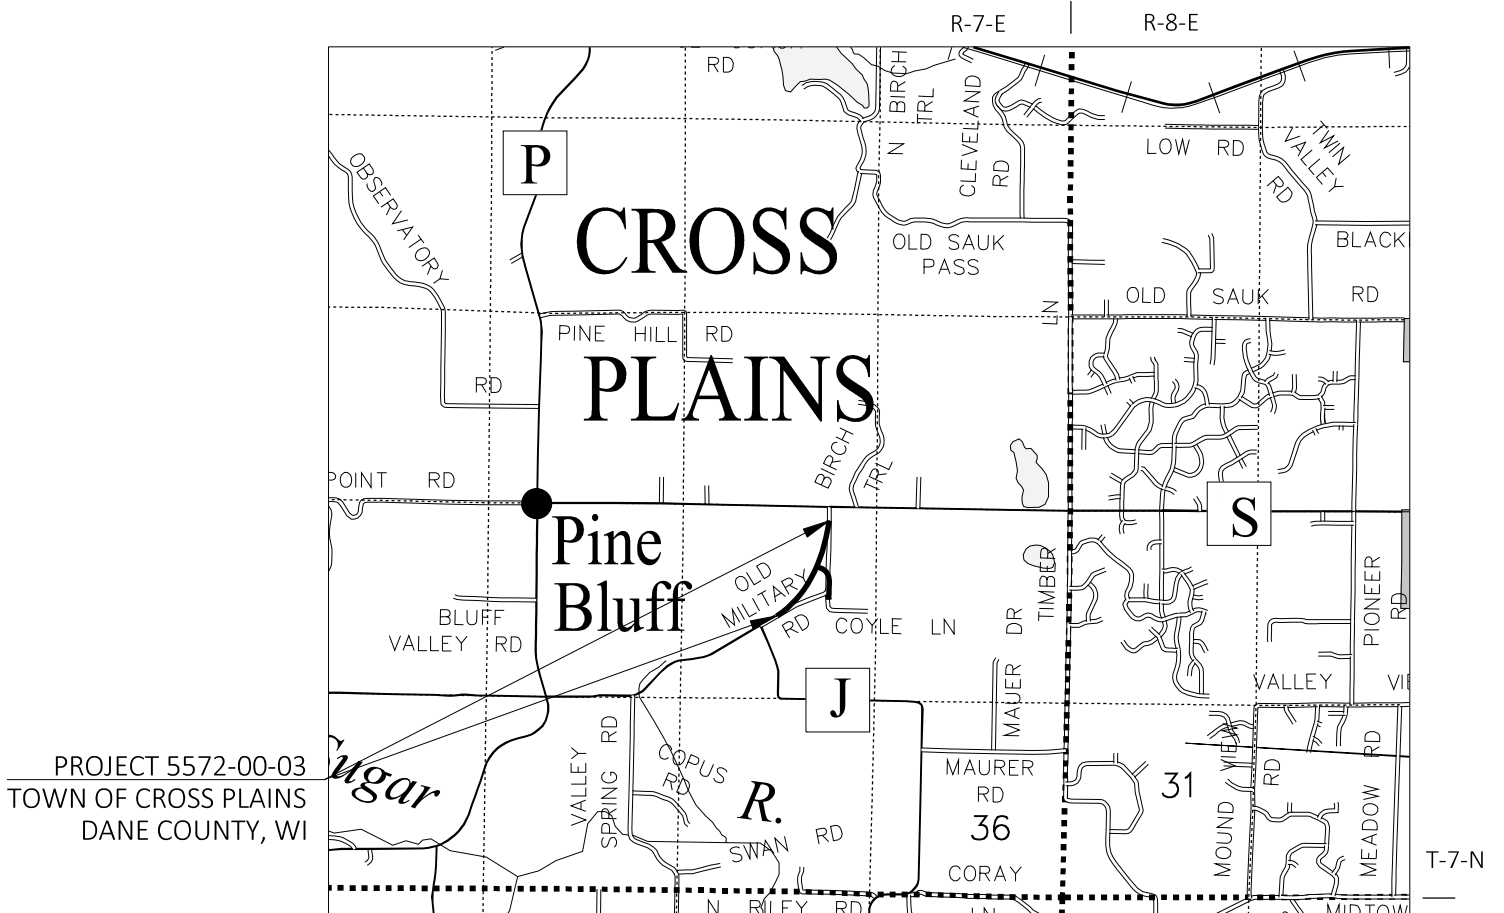 R-7-E
R-8-E
RD
BIRCH
TRL
N
CLEVELAND
RD
LOW RD
TWIN
VALLEY
RD
P
OBSERVATORY
CROSS
OLD SAUK
PASS
BLACK
OLD SAUK RD
LN
PINE HILL RD
PLAINS
RD
BIRCH
TRL
POINT RD
S
Pine
Bluff
OLD
MILITARY
RD
COYLE LN
TIMBER
DR
MAUER
PIONEER
RD
BLUFF
VALLEY RD
VALLEY VI
J
PROJECT 5572-00-03
TOWN OF CROSS PLAINS
DANE COUNTY, WI
Sugar
R.
VALLEY
SPRING RD
COPUS
RD
SWAN RD
MAURER
RD
36
CORAY
LN
31
MOUND VIEW
RD
MEADOW RD
T-7-N
N RILEY RD
MIDTOW